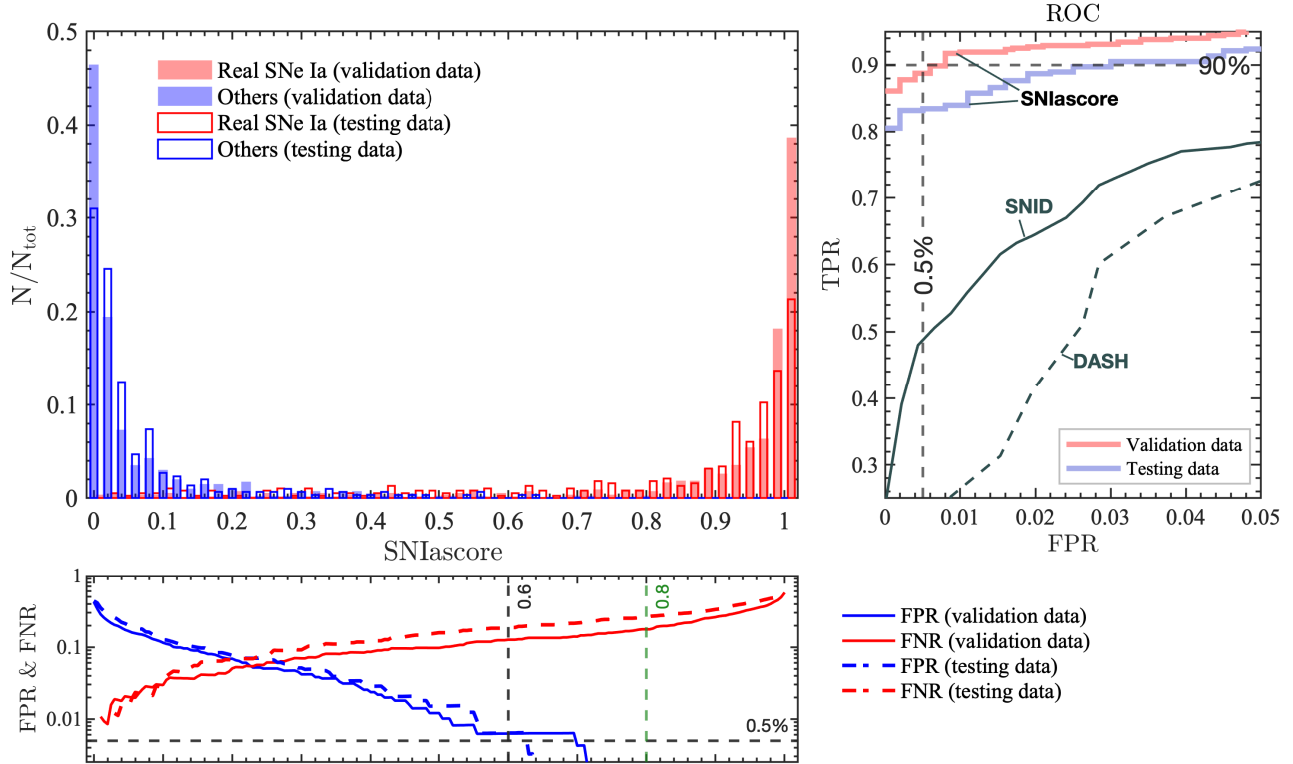 0.5
0.4
0.3
0.2
0.1
0
N/Ntot
Real SNe Ia (validation data)
Others (validation data)
Real SNe Ia (testing data)
Others (testing data)
0 0.1 0.2 0.3 0.4 0.5 0.6 0.7 0.8 0.9 1
SNIascore
ROC
0.9
0.8
0.7
0.6
0.5
0.4
0.3
TPR
90%
SNIascore
SNID
0.5%
DASH
Validation data
Testing data
0 0.01 0.02 0.03 0.04 0.05
FPR
1
0.1
0.01
FPR & FNR
0.6
0.8
0.5%
FPR (validation data)
FNR (validation data)
FPR (testing data)
FNR (testing data)